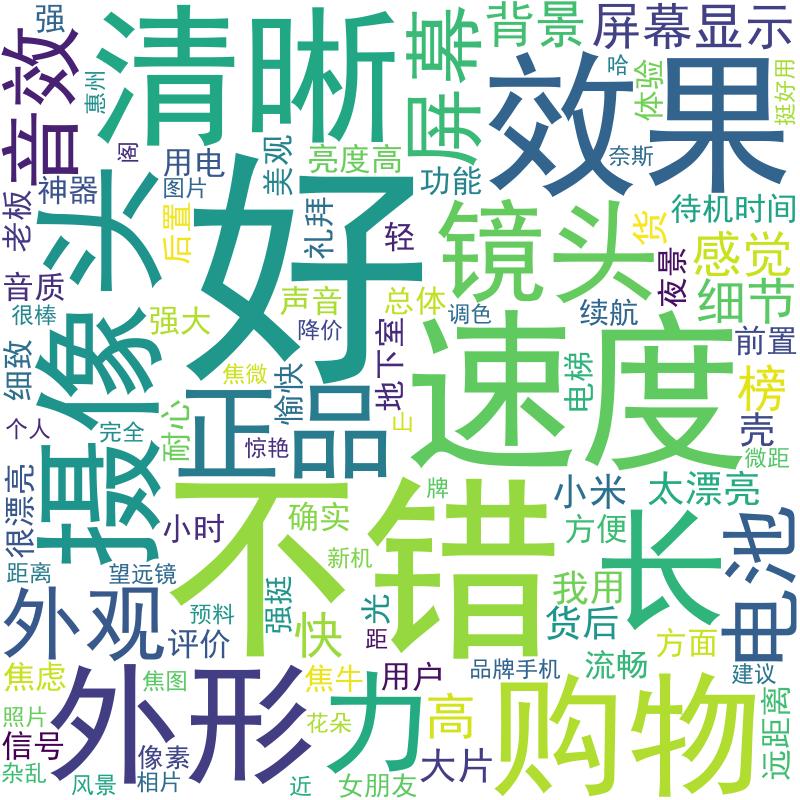 强
音效
清晰
惠州
阁
屏幕
背景
屏幕显示
效果
哈
体验
挺好用
奈斯
用电
美观
亮度高
功能
老板
神器
图片
摄像头
后置
好
礼拜
轻
镜头
货
待机时间
夜景
感觉
细节
音质
很棒
强大
声音
降价
总体
调色
续航
前置
细致
焦微
愉快
地下室
速度
电梯
榜
壳
个人
完全
耐心
正品
惊艳
山
微距
很漂亮
不错
牌
小米
太漂亮
小时
确实
方便
长
电池
距离
望远镜
新机
外观
评价
预料
强挺
快
光
距
我用
货后
方面
焦虑
焦图
焦牛
用户
品牌手机
流畅
建议
照片
外形
花朵
力
高
购物
远距离
信号
像素
大片
杂乱
风景
相片
近
女朋友